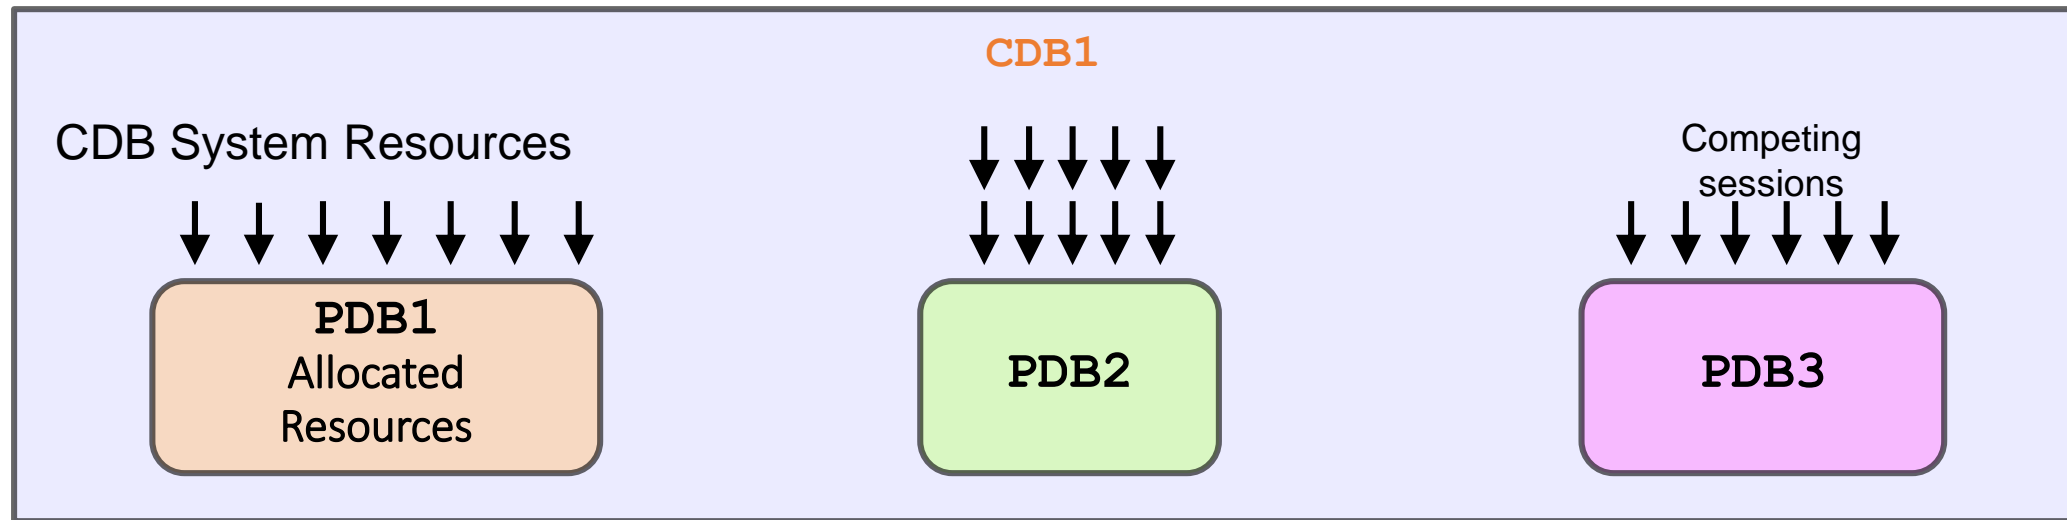 CDB1
CDB System Resources
Competing
sessions
PDB1
Allocated
Resources
PDB2
PDB3